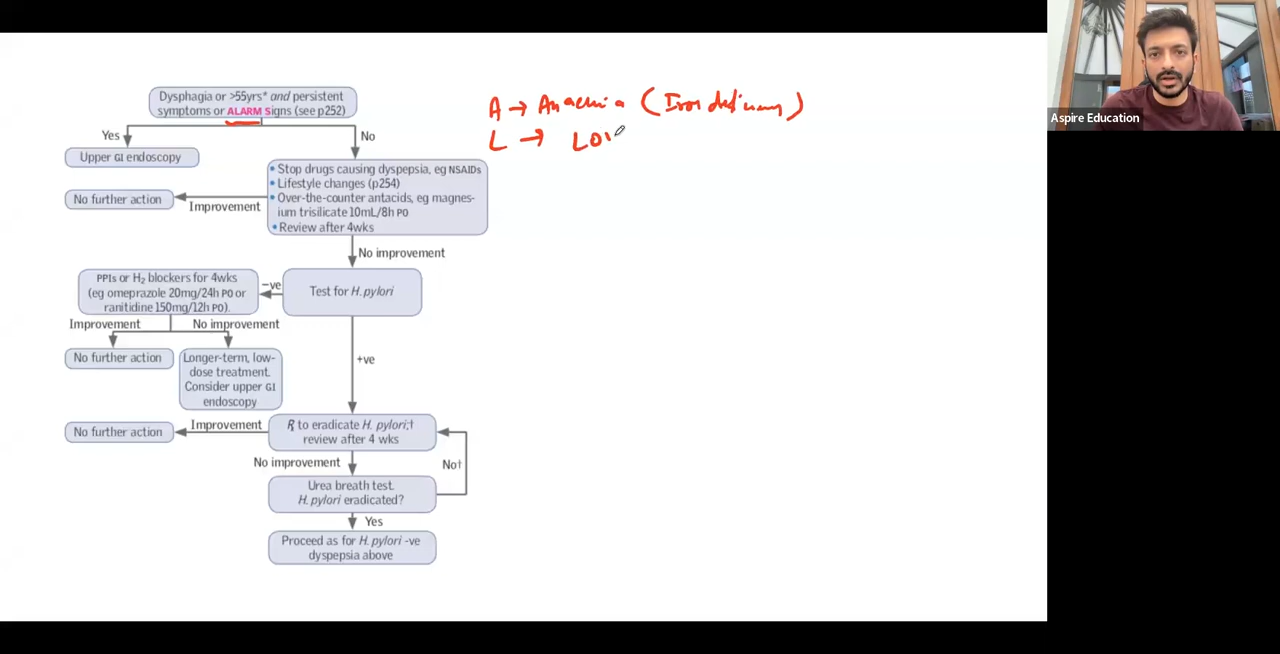 Dysphagia or >55yrs* and persistent
symptoms or ALARM Signs (see p252)
Yes
No
Upper GI endoscopy
• Stop drugs causing dyspepsia, eg NSAIDs
• Lifestyle changes (p254)
• Over-the-counter antacids, eg magnes-
ium trisilicate 10mL/8h PO
• Review after 4wks
No further action
Improvement
No improvement
PPIs or H₂ blockers for 4wks
(eg omeprazole 20mg/24h PO or
ranitidine 150mg/12h PO).
-ve
Test for H.pylori
Improvement
No improvement
No further action
Longer-term, low-
dose treatment.
Consider upper GI
endoscopy
+ve
No further action
Improvement
℞ to eradicate H. pylori;†
review after 4 wks
No improvement
No†
Urea breath test.
H. pylori eradicated?
Yes
Proceed as for H. pylori -ve
dyspepsia above
A → Anaemia (Iron deficiency)
L → LO
Aspire Education